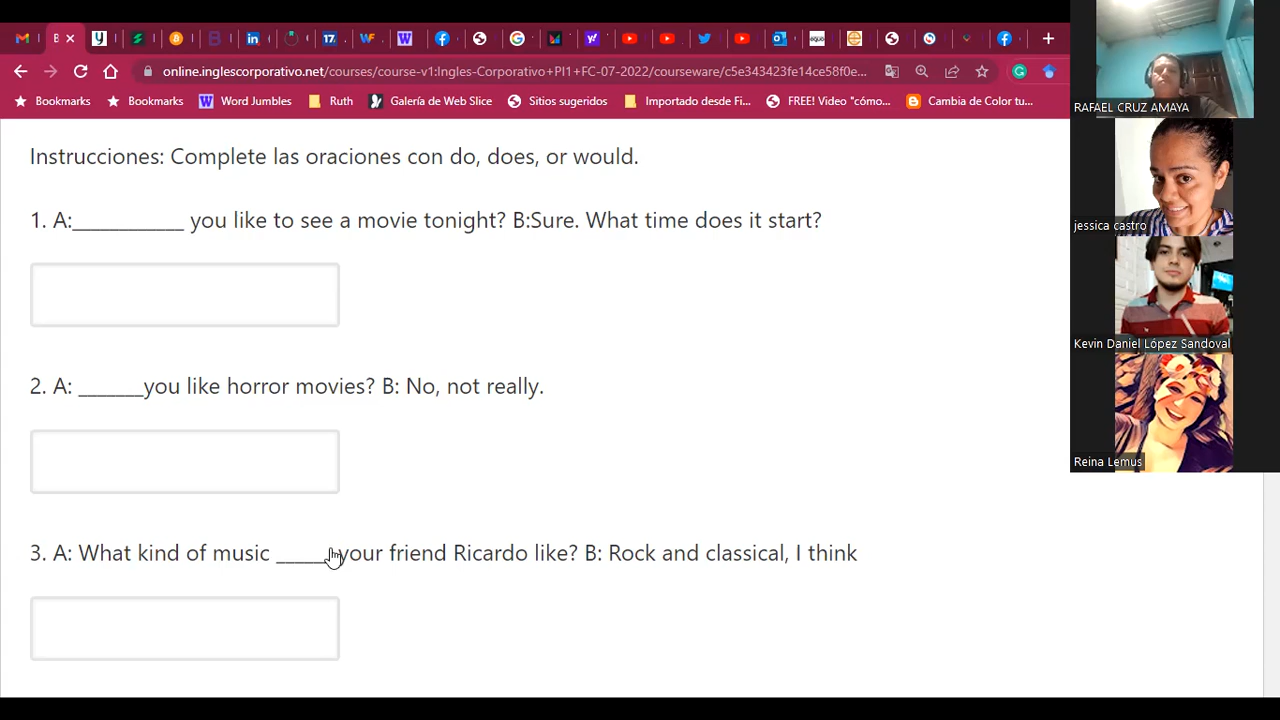 online.inglescorporativo.net/courses/course-v1:Ingles-Corporativo+PI1+FC-07-2022/courseware/c5e343423fe14ce58f0e...
Bookmarks Bookmarks Word Jumbles Ruth Galería de Web Slice Sitios sugeridos Importado desde Fi... FREE! Video "cómo... Cambia de Color tu...
RAFAEL CRUZ AMAYA
jessica castro
Kevin Daniel López Sandoval
Reina Lemus
Instrucciones: Complete las oraciones con do, does, or would.
1. A:____________ you like to see a movie tonight? B:Sure. What time does it start?
2. A: _______you like horror movies? B: No, not really.
3. A: What kind of music ______your friend Ricardo like? B: Rock and classical, I think